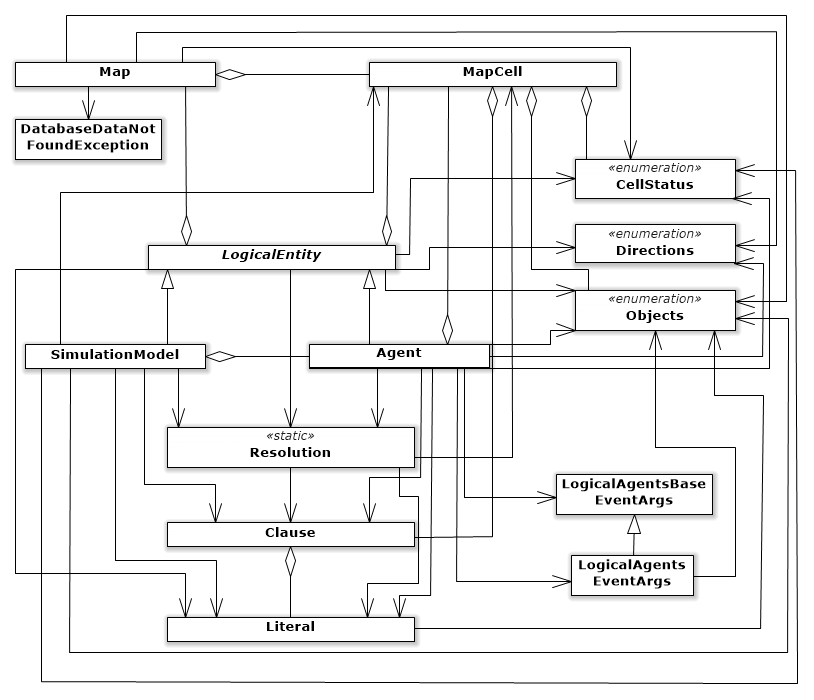 Map
MapCell
DatabaseDataNot
FoundException
«enumeration»
CellStatus
«enumeration»
Directions
LogicalEntity
«enumeration»
Objects
SimulationModel
Agent
«static»
Resolution
LogicalAgentsBase
EventArgs
Clause
LogicalAgents
EventArgs
Literal